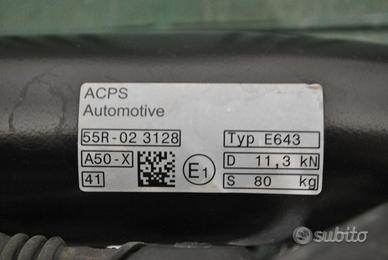 ACPS
Automotive
55R-02 3128
Typ E643
A50-X
D 11,3 kN
41
E1
S 80 kg
subito